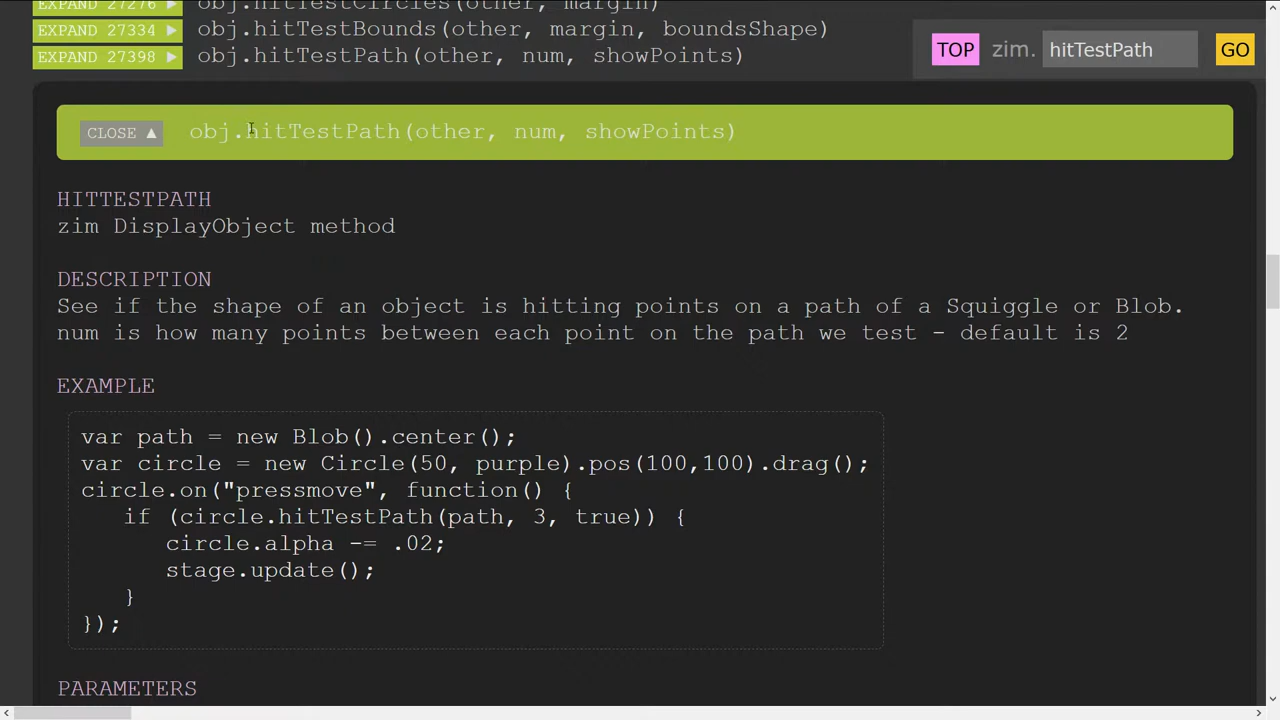 EXPAND 27276 ▶ obj.hitTestCircles(other, margin)
EXPAND 27334 ▶ obj.hitTestBounds(other, margin, boundsShape)
EXPAND 27398 ▶ obj.hitTestPath(other, num, showPoints)
TOP zim. hitTestPath GO
CLOSE ▲ obj.hitTestPath(other, num, showPoints)
HITTESTPATH
zim DisplayObject method
DESCRIPTION
See if the shape of an object is hitting points on a path of a Squiggle or Blob.
num is how many points between each point on the path we test - default is 2
EXAMPLE
var path = new Blob().center();
var circle = new Circle(50, purple).pos(100,100).drag();
circle.on("pressmove", function() {
if (circle.hitTestPath(path, 3, true)) {
circle.alpha -= .02;
stage.update();
}
});
PARAMETERS